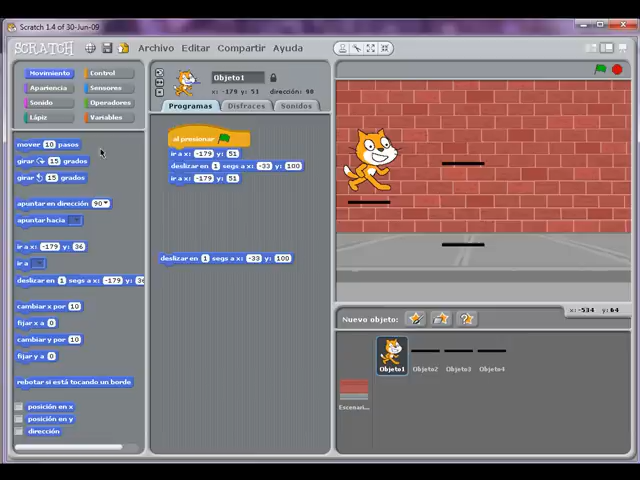 Scratch 1.4 of 30-Jun-09
SCRATCH Archivo Editar Compartir Ayuda
Movimiento Control
Apariencia Sensores
Sonido Operadores
Lápiz Variables
mover 10 pasos
girar 15 grados
girar 15 grados
apuntar en dirección 90
apuntar hacia
ir a x: -179 y: 36
ir a
deslizar en 1 segs a x: -179 y: 36
cambiar x por 10
fijar x a 0
cambiar y por 10
fijar y a 0
rebotar si está tocando un borde
posición en x
posición en y
dirección
Objeto1
x: -179 y: 51 dirección: 90
Programas Disfraces Sonidos
al presionar
ir a x: -179 y: 51
deslizar en 1 segs a x: -33 y: 100
ir a x: -179 y: 51
deslizar en 1 segs a x: -33 y: 100
x: -534 y: 64
Nuevo objeto:
Objeto1 Objeto2 Objeto3 Objeto4
Escenari...